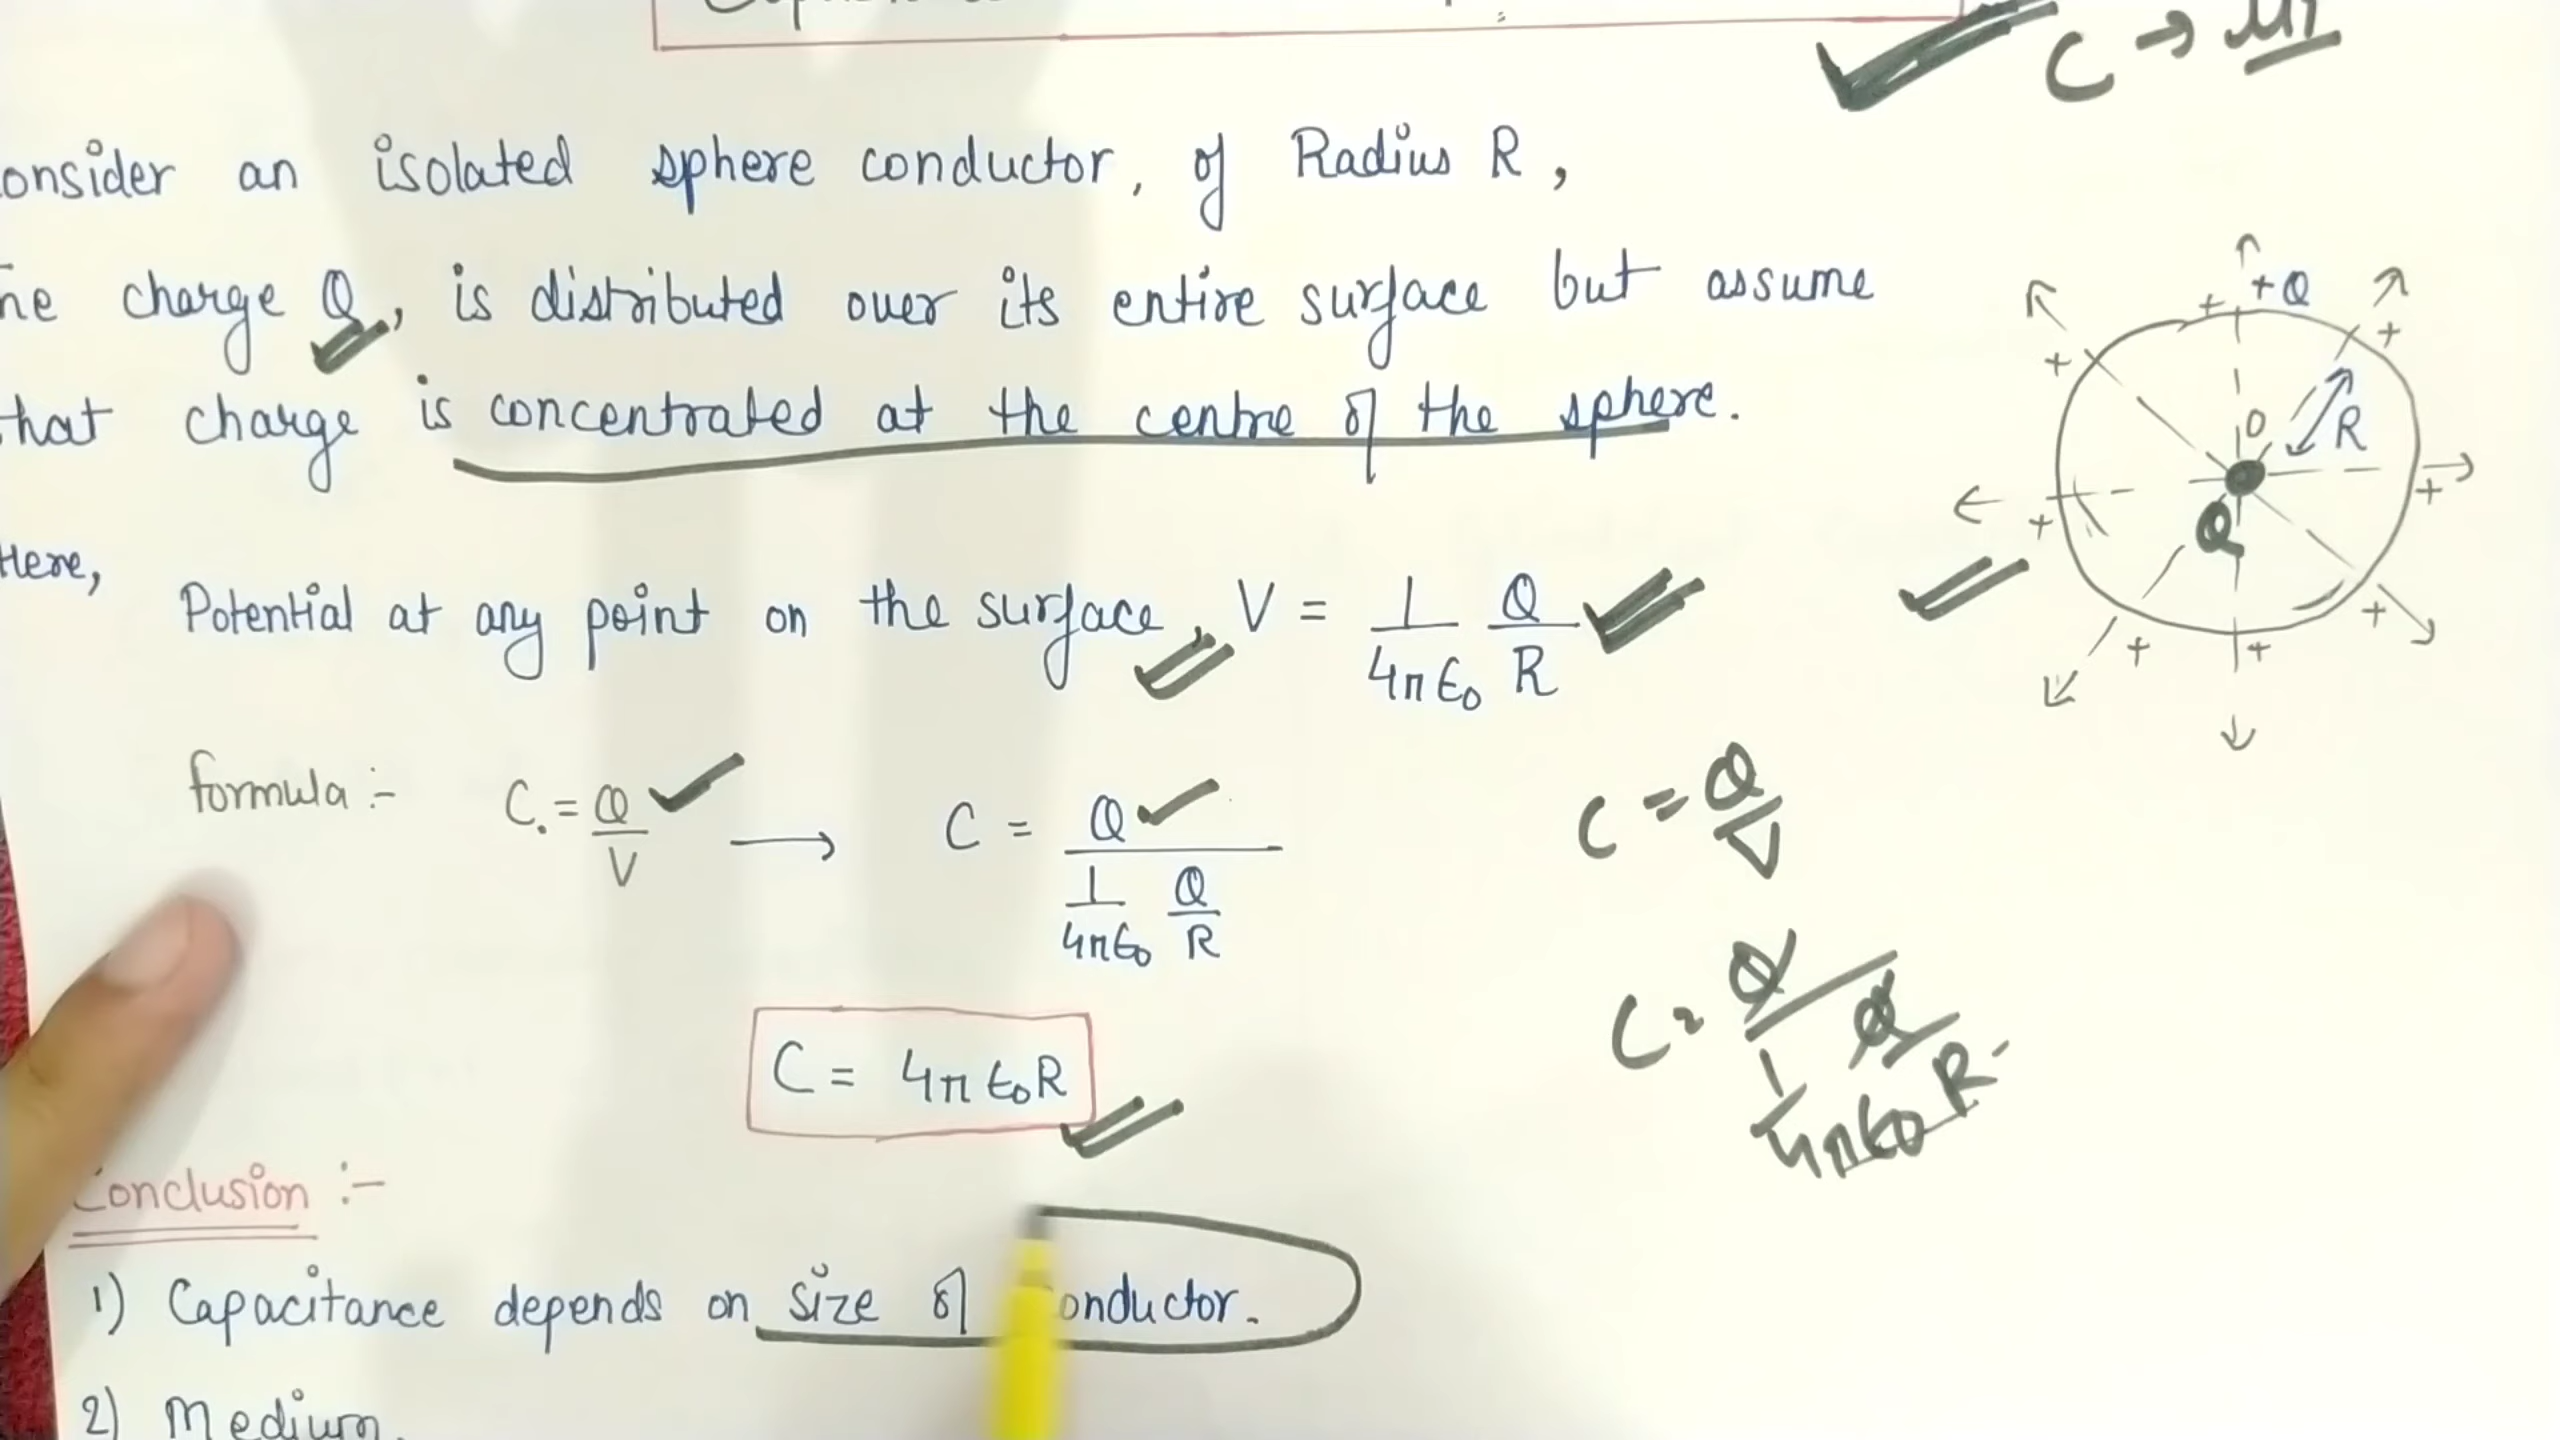 C →
onsider an isolated sphere conductor, of Radius R,
he charge Q, is distributed over its entire surface but assume
that charge is concentrated at the centre of the sphere.
+Q
+ + + + + + + +
O
R
Q
Here,
Potential at any point on the surface, V = 1/4πϵ₀ Q/R
formula :- C. = Q/V → C = Q / (1/4πϵ₀ Q/R)
C = Q/V
C = Q / (1/4πϵ₀ Q/R)
C = 4πϵ₀R
Conclusion :-
1) Capacitance depends on size of conductor.
2) Medium.